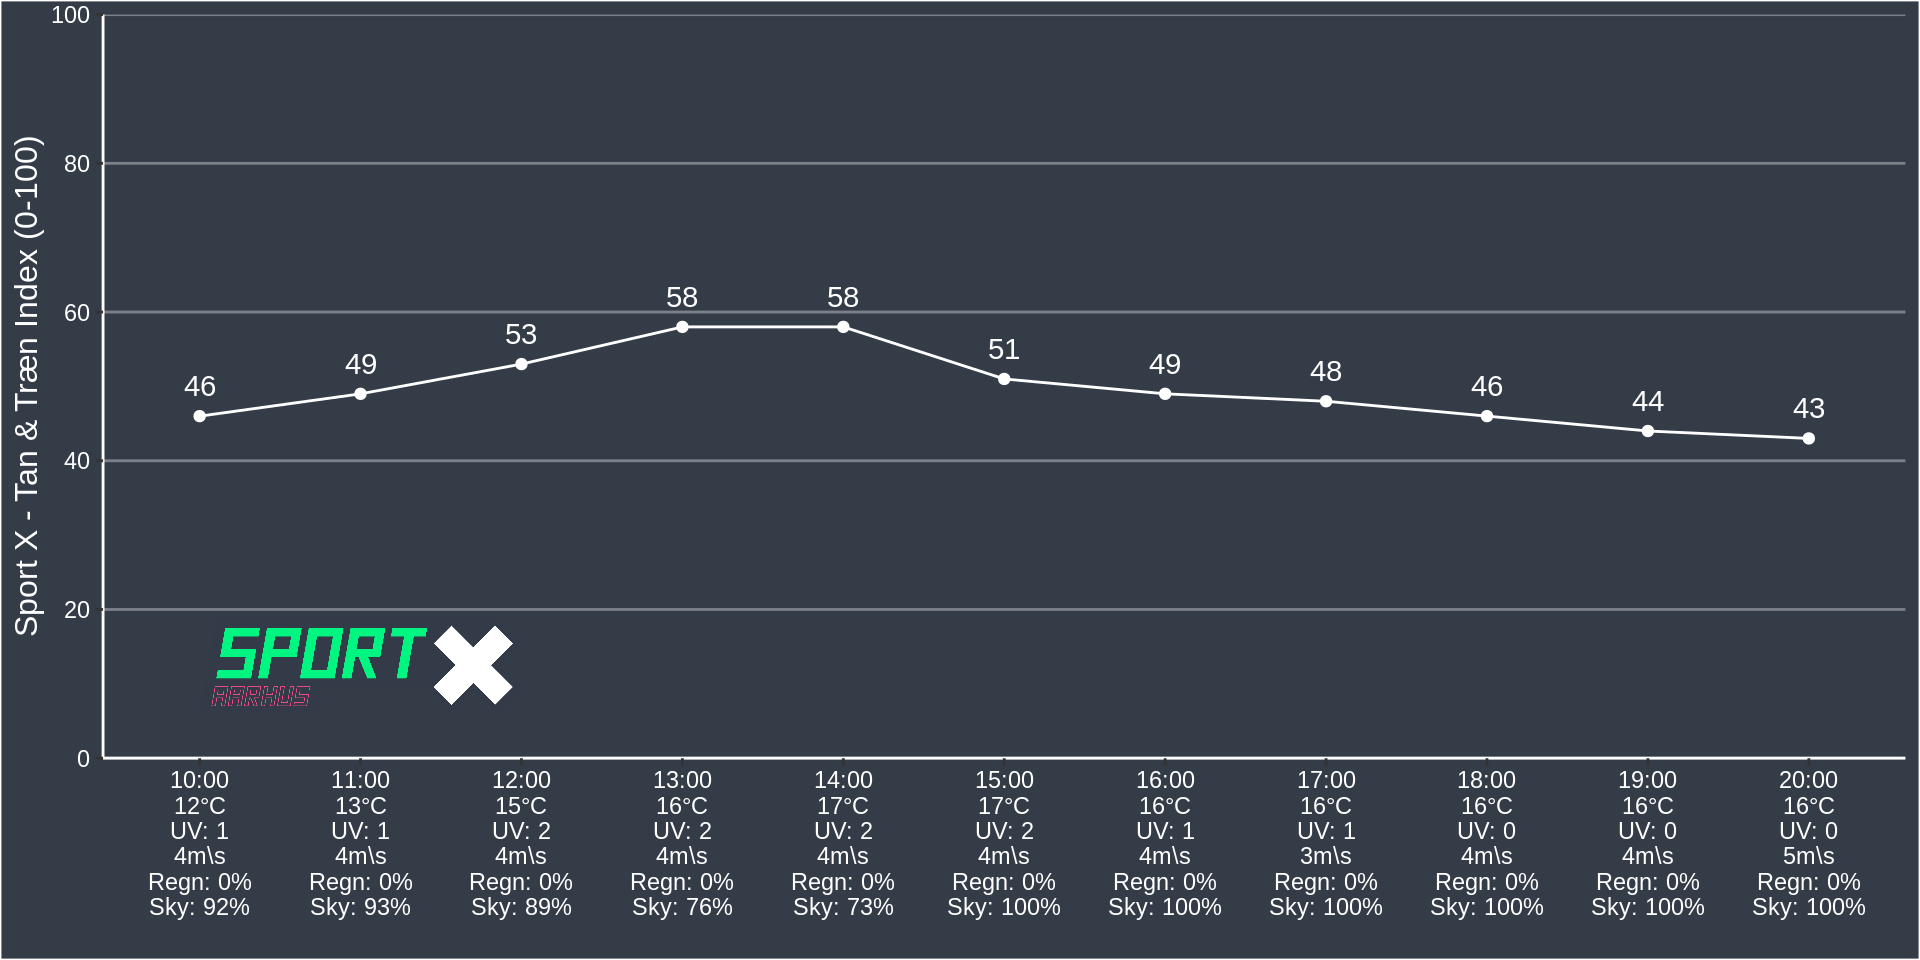 Sport X - Tan & Træn Index (0-100)
100
80
60
40
20
0
46 49 53 58 58 51 49 48 46 44 43
SPORT X
AARHUS
10:00 11:00 12:00 13:00 14:00 15:00 16:00 17:00 18:00 19:00 20:00
12°C 13°C 15°C 16°C 17°C 17°C 16°C 16°C 16°C 16°C 16°C
UV: 1 UV: 1 UV: 2 UV: 2 UV: 2 UV: 2 UV: 1 UV: 1 UV: 0 UV: 0 UV: 0
4m\s 4m\s 4m\s 4m\s 4m\s 4m\s 4m\s 3m\s 4m\s 4m\s 5m\s
Regn: 0% Regn: 0% Regn: 0% Regn: 0% Regn: 0% Regn: 0% Regn: 0% Regn: 0% Regn: 0% Regn: 0% Regn: 0%
Sky: 92% Sky: 93% Sky: 89% Sky: 76% Sky: 73% Sky: 100% Sky: 100% Sky: 100% Sky: 100% Sky: 100% Sky: 100%